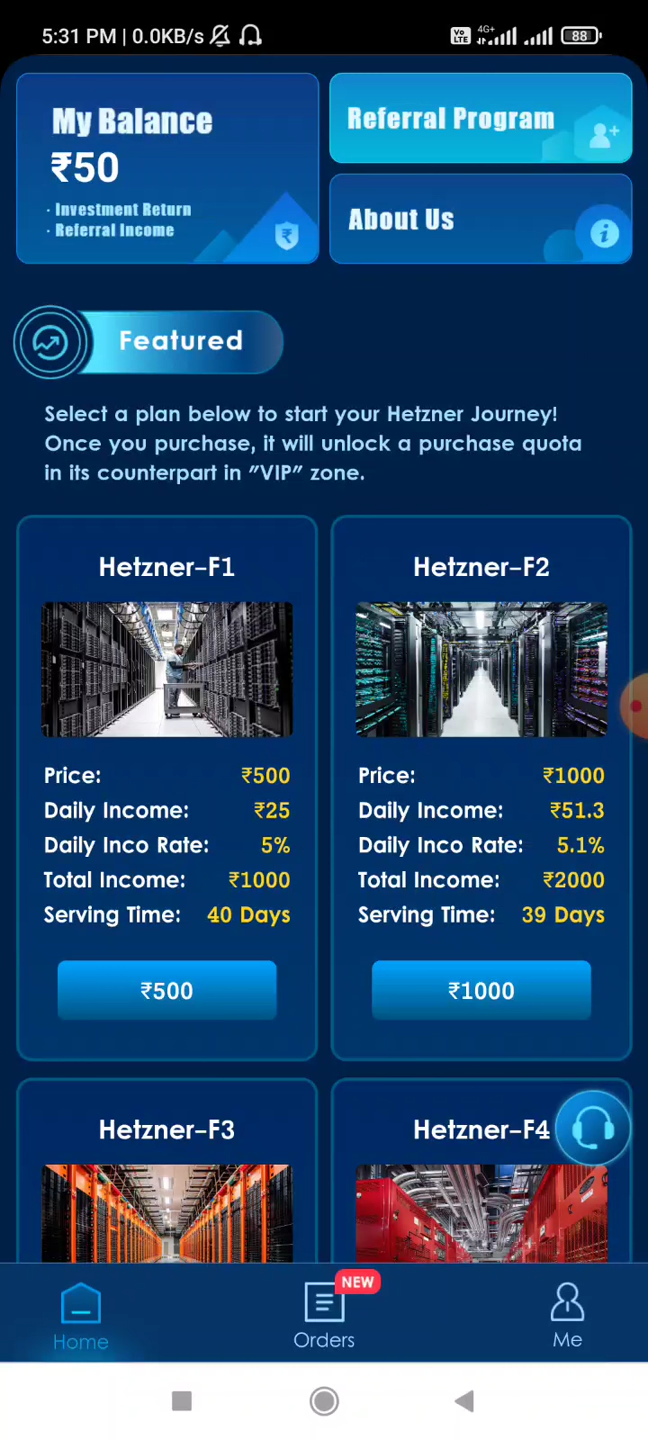 5:31 PM | 0.0KB/s
Vo LTE 4G+ 88
My Balance
₹50
· Investment Return
· Referral Income
Referral Program
About Us
i
Featured
Select a plan below to start your Hetzner Journey!
Once you purchase, it will unlock a purchase quota
in its counterpart in "VIP" zone.
Hetzner-F1
Price: ₹500
Daily Income: ₹25
Daily Inco Rate: 5%
Total Income: ₹1000
Serving Time: 40 Days
₹500
Hetzner-F2
Price: ₹1000
Daily Income: ₹51.3
Daily Inco Rate: 5.1%
Total Income: ₹2000
Serving Time: 39 Days
₹1000
Hetzner-F3
Hetzner-F4
Home
NEW
Orders
Me